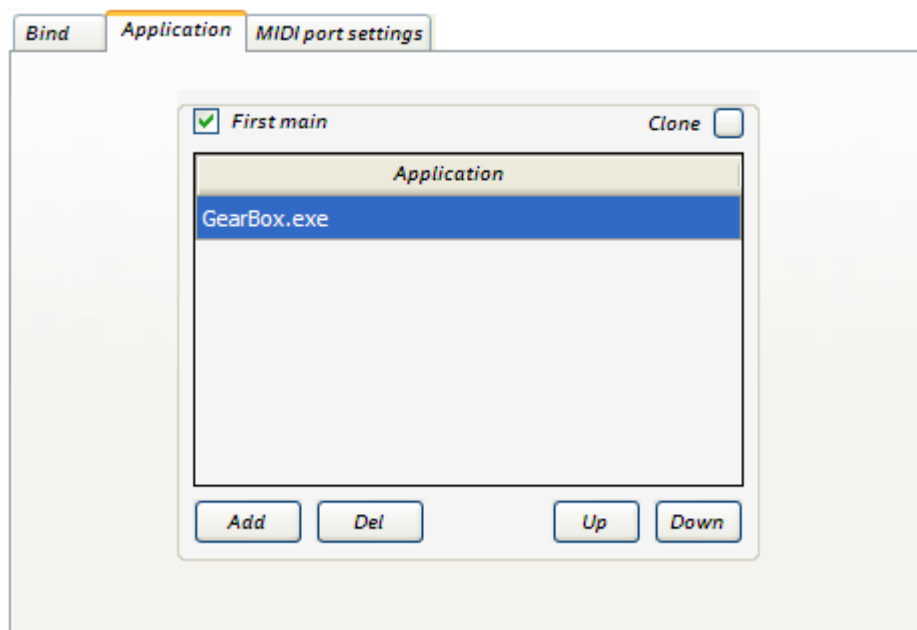 Bind Application MIDI port settings
First main Clone
Application
GearBox.exe
Add Del Up Down